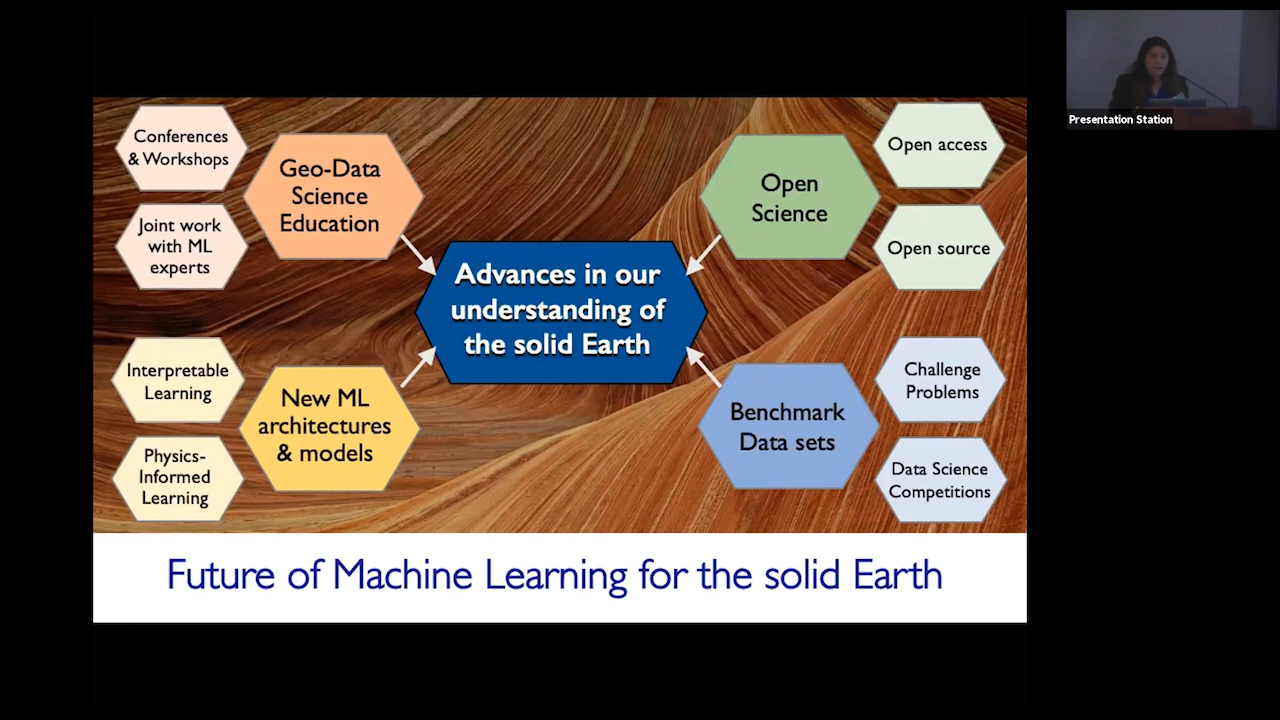 Conferences
& Workshops
Geo-Data
Science
Education
Joint work
with ML
experts
Open
Science
Open access
Open source
Advances in our
understanding of
the solid Earth
Interpretable
Learning
New ML
architectures
& models
Physics-
Informed
Learning
Benchmark
Data sets
Challenge
Problems
Data Science
Competitions
Future of Machine Learning for the solid Earth
Presentation Station